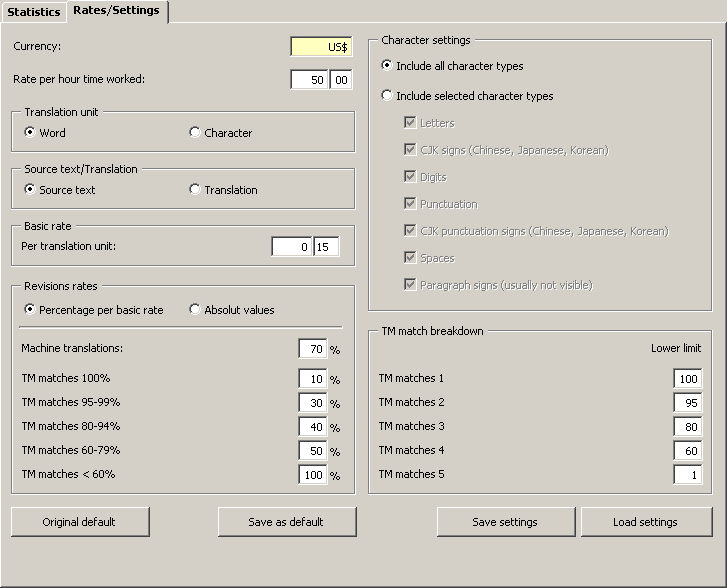 Statistics
Rates/Settings
Currency:
US$
Rate per hour time worked:
50 00
Translation unit
Word
Character
Source text/Translation
Source text
Translation
Basic rate
Per translation unit:
0 15
Revisions rates
Percentage per basic rate
Absolut values
Machine translations:
70 %
TM matches 100%
10 %
TM matches 95-99%
30 %
TM matches 80-94%
40 %
TM matches 60-79%
50 %
TM matches < 60%
100 %
Character settings
Include all character types
Include selected character types
Letters
CJK signs (Chinese, Japanese, Korean)
Digits
Punctuation
CJK punctuation signs (Chinese, Japanese, Korean)
Spaces
Paragraph signs (usually not visible)
TM match breakdown
Lower limit
TM matches 1
100
TM matches 2
95
TM matches 3
80
TM matches 4
60
TM matches 5
1
Original default
Save as default
Save settings
Load settings